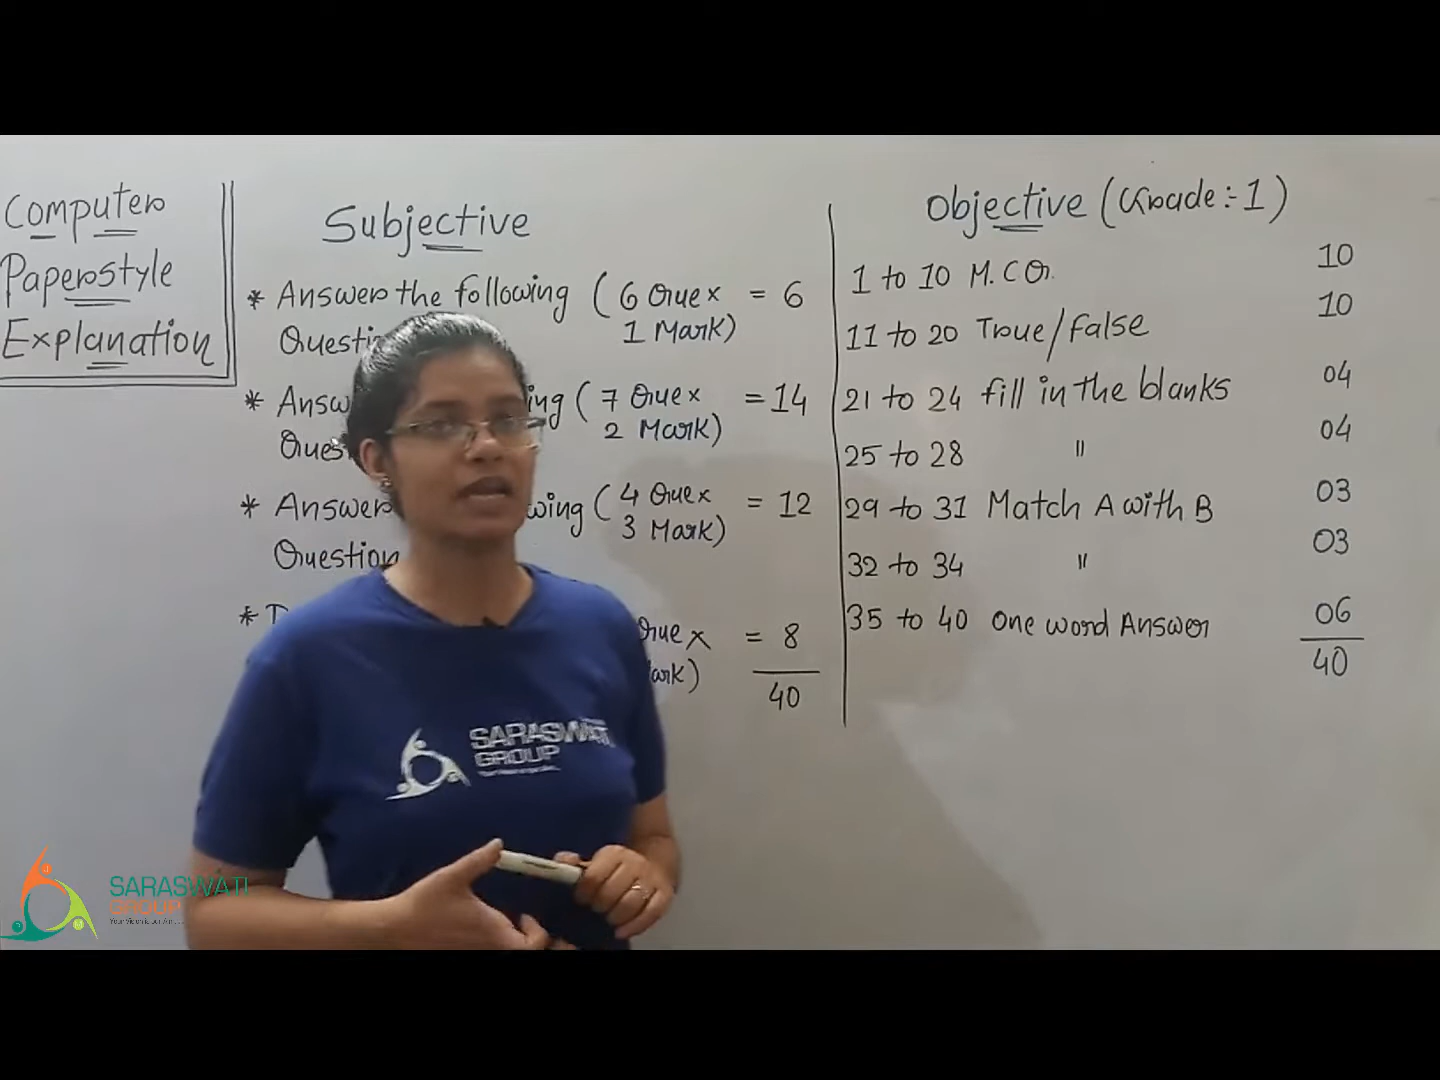 Computer
Paperstyle
Explanation
Subjective
* Answer the following (6 Que x = 6
Questi 1 Mark)
* Answ ing (7 Que x = 14
Ques 2 Mark)
* Answer wing (4 Que x = 12
Question 3 Mark)
* Que x = 8
ark)
40
Objective (Grade :- 1)
1 to 10 M.C.Q. 10
11 to 20 True/False 10
21 to 24 fill in the blanks 04
25 to 28 " 04
29 to 31 Match A with B 03
32 to 34 " 03
35 to 40 One word Answer 06
40
SARASWATI
GROUP
SARASWATI
GROUP